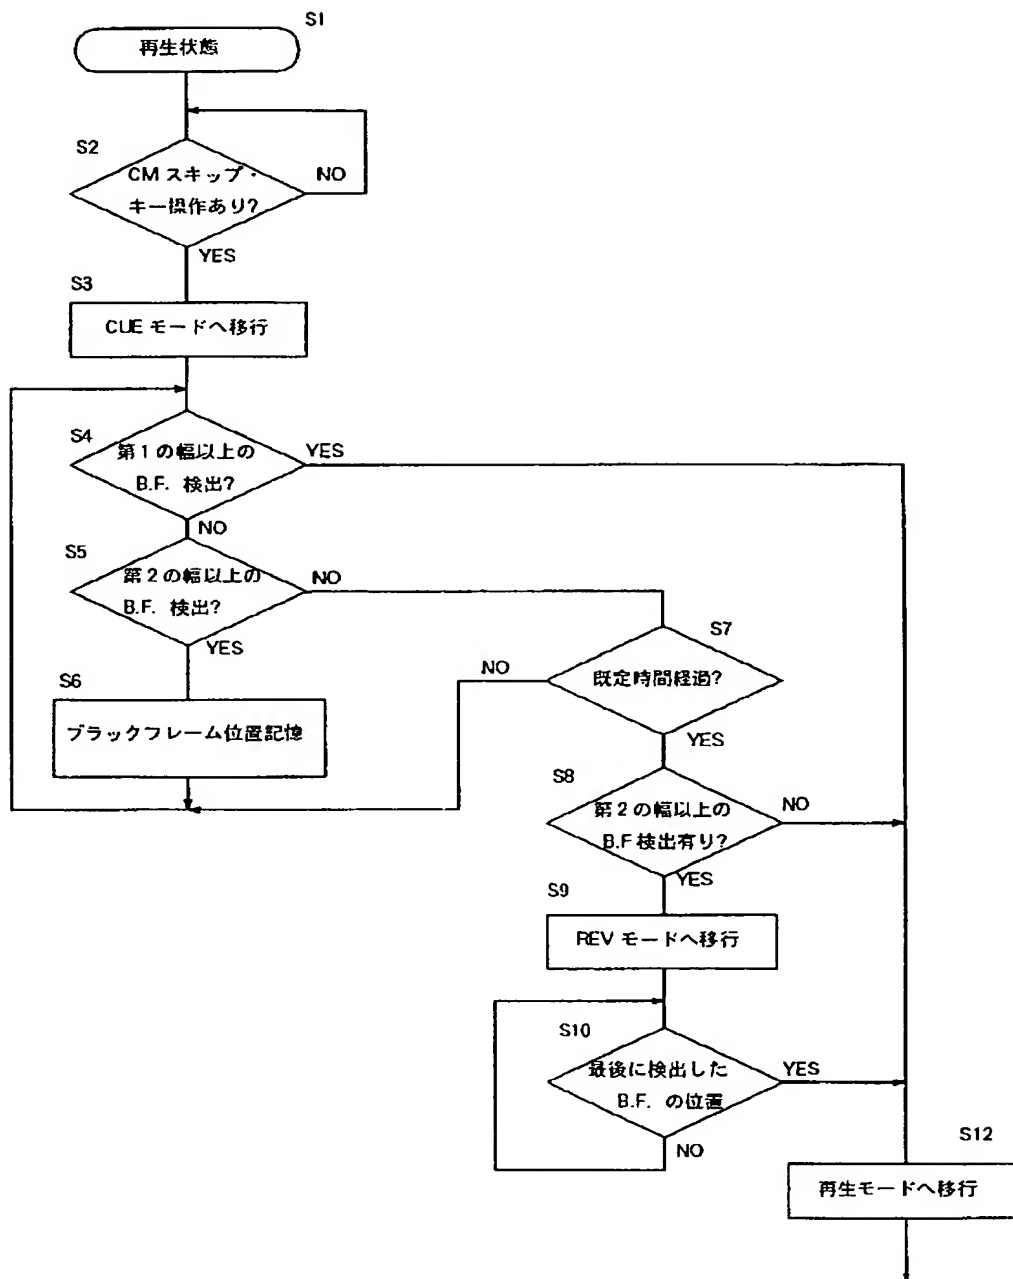 S1
再生状態
S2
CM スキップ・
キー操作あり?
NO
YES
S3
CUE モードへ移行
S4
第1の幅以上の
B.F. 検出?
YES
NO
S5
第2の幅以上の
B.F. 検出?
NO
YES
S6
ブラックフレーム位置記憶
S7
既定時間経過?
NO
YES
S8
第2の幅以上の
B.F 検出有り?
NO
YES
S9
REV モードへ移行
S10
最後に検出した
B.F. の位置
YES
NO
S12
再生モードへ移行